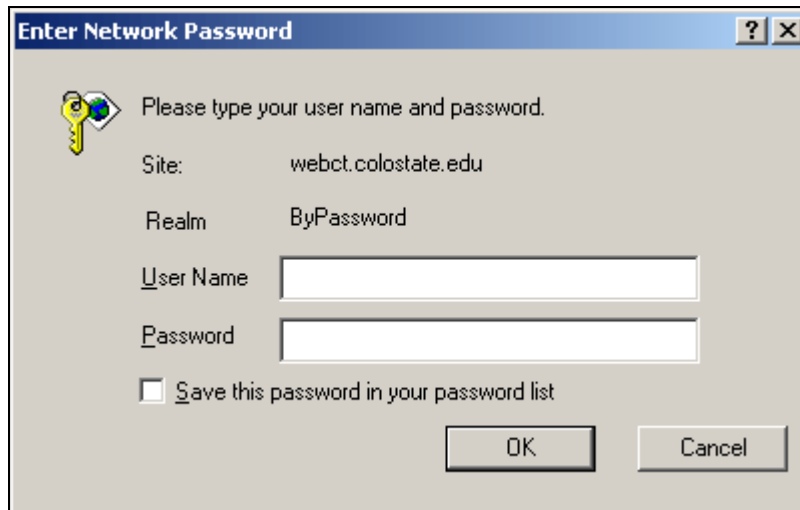 Enter Network Password
Please type your user name and password.
Site: webct.colostate.edu
Realm ByPassword
User Name
Password
Save this password in your password list
OK Cancel